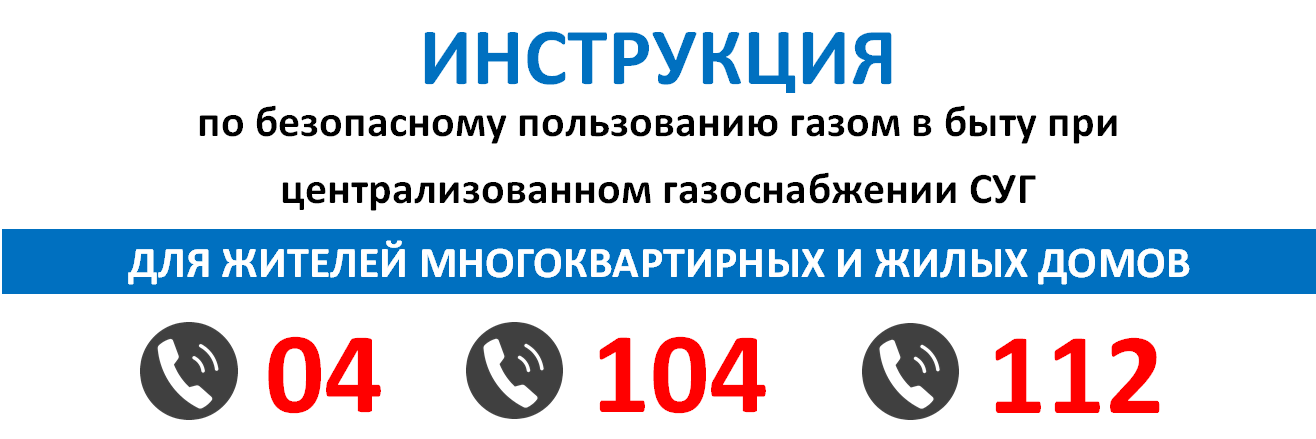 ИНСТРУКЦИЯ
по безопасному пользованию газом в быту при
централизованном газоснабжении СУГ
ДЛЯ ЖИТЕЛЕЙ МНОГОКВАРТИРНЫХ И ЖИЛЫХ ДОМОВ
04 104 112